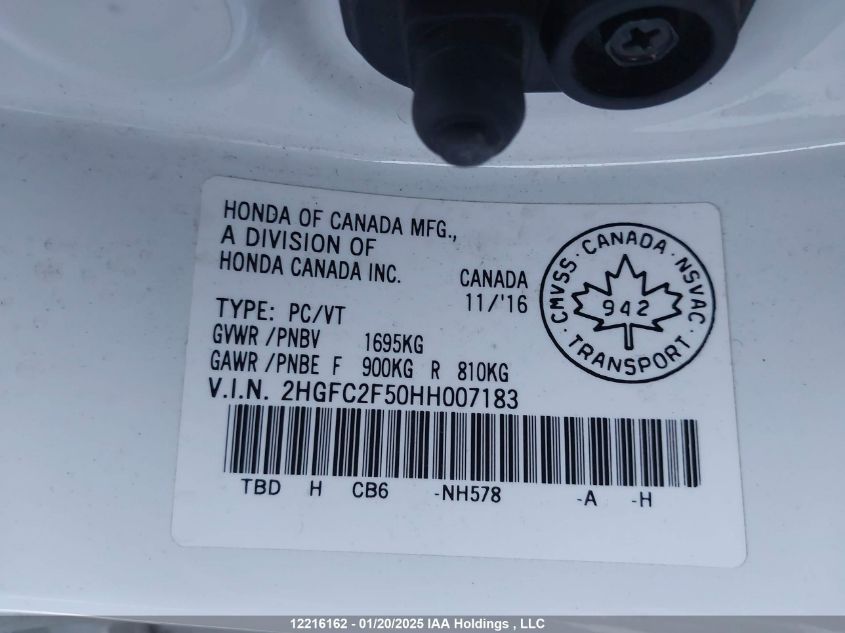 HONDA OF CANADA MFG.,
A DIVISION OF
HONDA CANADA INC.
CANADA
11/'16
TYPE: PC/VT
GVWR /PNBV 1695KG
GAWR /PNBE F 900KG R 810KG
V.I.N. 2HGFC2F50HH007183
CMVSS · CANADA · NSVAC
942
· TRANSPORT ·
TBD H CB6 -NH578 -A -H
12216162 - 01/20/2025 IAA Holdings , LLC